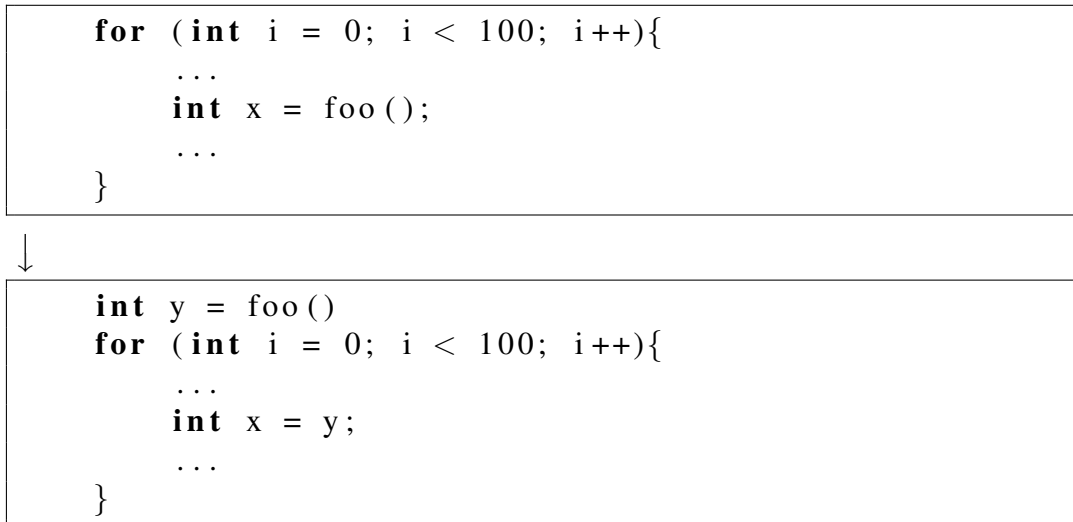 for (int i = 0; i < 100; i++){
...
int x = foo();
...
}
↓
int y = foo()
for (int i = 0; i < 100; i++){
...
int x = y;
...
}